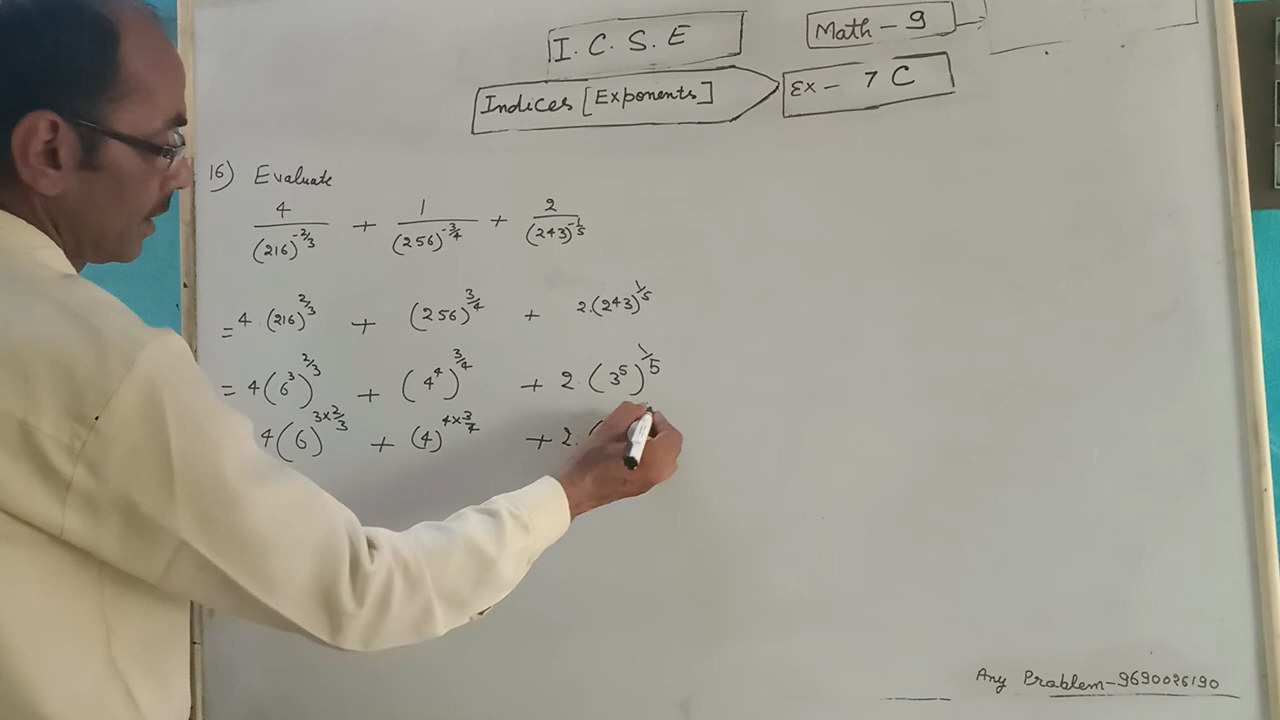 I. C. S. E
Math - 9
Indices [Exponents]
Ex - 7 C
16) Evaluate
4/(216)^(-2/3) + 1/(256)^(-3/4) + 2/(243)^(-1/5)
= 4 · (216)^(2/3) + (256)^(3/4) + 2·(243)^(1/5)
= 4(6^3)^(2/3) + (4^4)^(3/4) + 2·(3^5)^(1/5)
4(6)^(3×2/3) + (4)^(4×3/4) + 2·(
Any Problem-9690026190